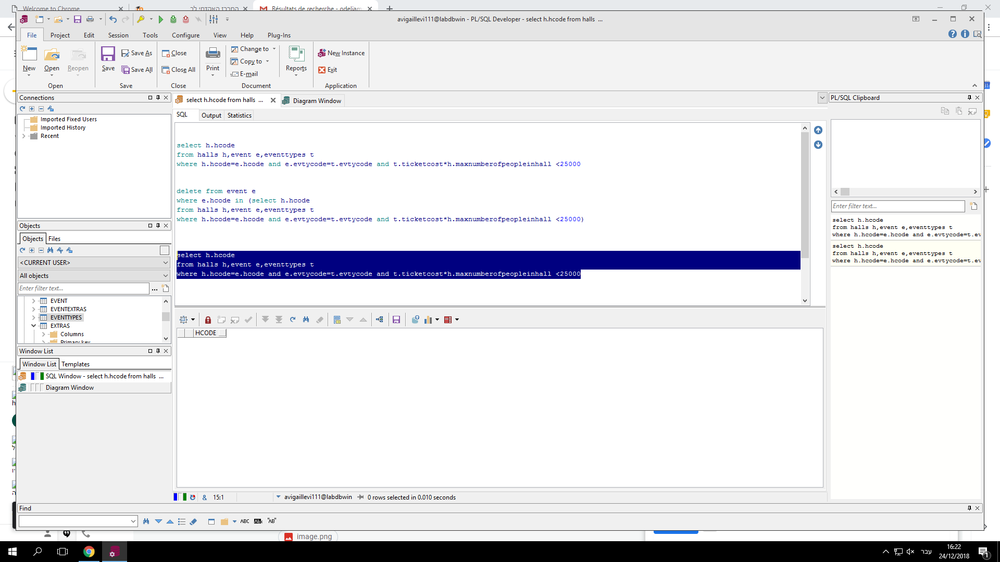 Welcome to Chrome
המרכז האקדמי לכ
Résultats de recherche - odeliam
avigaillevi111@labdbwin - PL/SQL Developer - select h.hcode from halls ...
File Project Edit Session Tools Configure View Help Plug-Ins
New Open Reopen
Open
Save Save As Save All
Save
Close Close All
Close
Print Change to Copy to E-mail
Document
Reports
New Instance
Exit
Application
Connections
Imported Fixed Users
Imported History
Recent
Objects
Objects Files
<CURRENT USER>
All objects
Enter filter text...
EVENT
EVENTEXTRAS
EVENTTYPES
EXTRAS
Columns
Primary key
Window List
Window List Templates
SQL Window - select h.hcode from halls ...
Diagram Window
select h.hcode from halls ... Diagram Window
SQL Output Statistics
select h.hcode
from halls h,event e,eventtypes t
where h.hcode=e.hcode and e.evtycode=t.evtycode and t.ticketcost*h.maxnumberofpeopleinhall <25000
delete from event e
where e.hcode in (select h.hcode
from halls h,event e,eventtypes t
where h.hcode=e.hcode and e.evtycode=t.evtycode and t.ticketcost*h.maxnumberofpeopleinhall <25000)
select h.hcode
from halls h,event e,eventtypes t
where h.hcode=e.hcode and e.evtycode=t.evtycode and t.ticketcost*h.maxnumberofpeopleinhall <25000
HCODE
& 15:1 avigaillevi111@labdbwin 0 rows selected in 0.010 seconds
PL/SQL Clipboard
Enter filter text...
select h.hcode
from halls h,event e,eventtypes t
where h.hcode=e.hcode and e.evtycode=t.ev
select h.hcode
from halls h,event e,eventtypes t
where h.hcode=e.hcode and e.evtycode=t.ev
Find
ABC "AB"
image.png
עבר
16:22
24/12/2018
1